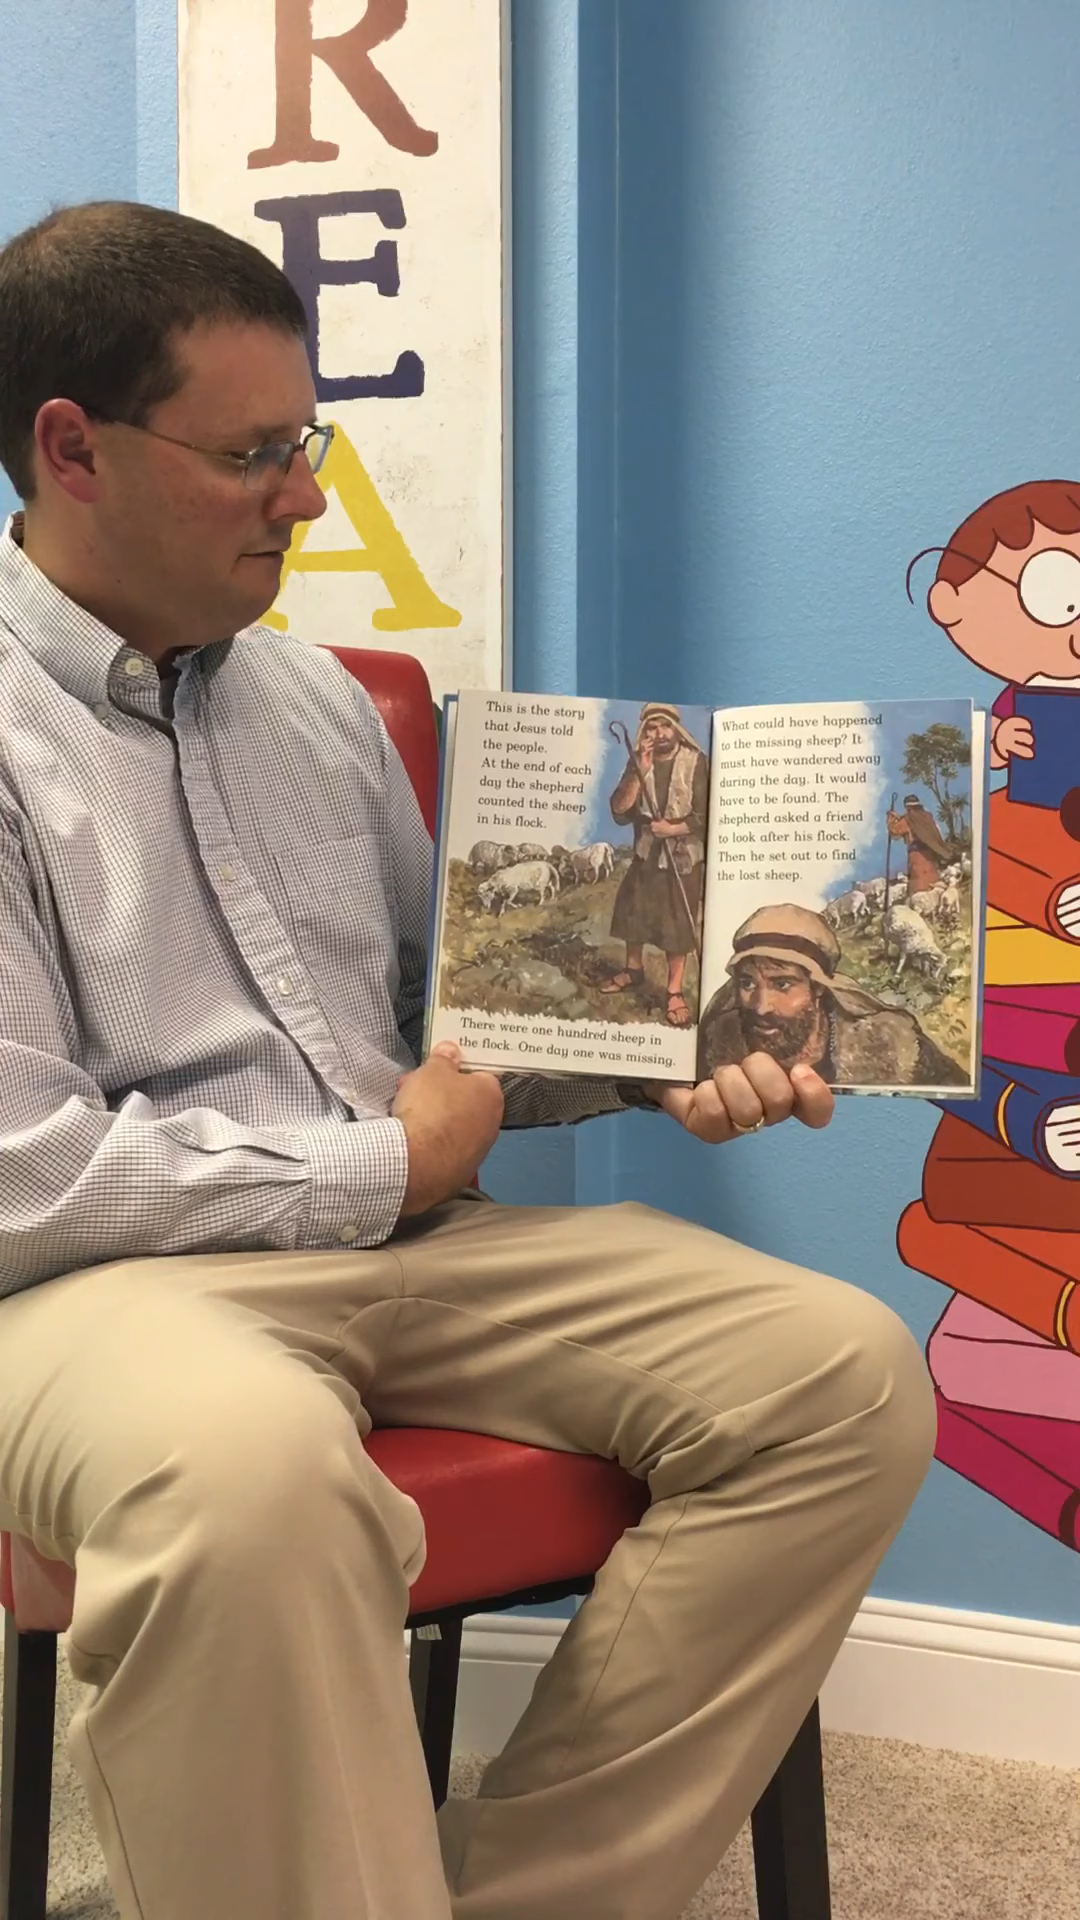 R
E
A
This is the story
that Jesus told
the people.
At the end of each
day the shepherd
counted the sheep
in his flock.
There were one hundred sheep in
the flock. One day one was missing.
What could have happened
to the missing sheep? It
must have wandered away
during the day. It would
have to be found. The
shepherd asked a friend
to look after his flock.
Then he set out to find
the lost sheep.